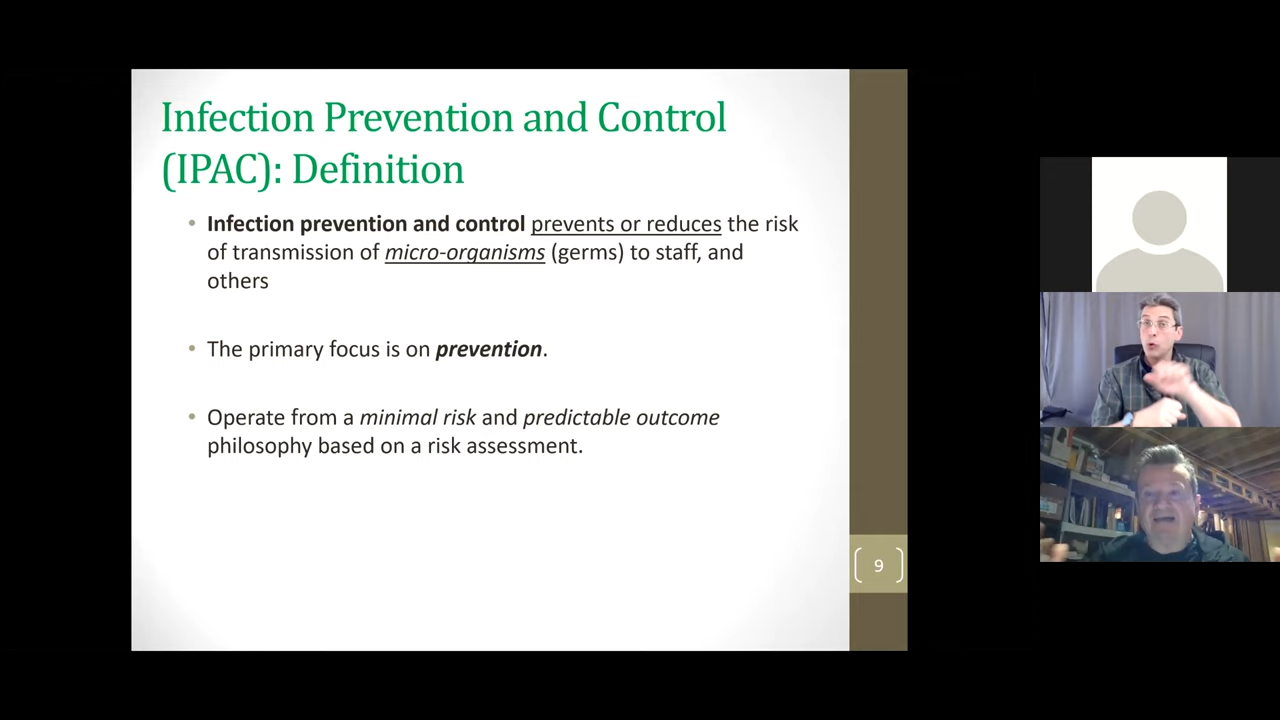 Infection Prevention and Control
(IPAC): Definition
• Infection prevention and control prevents or reduces the risk
of transmission of micro-organisms (germs) to staff, and
others
• The primary focus is on prevention.
• Operate from a minimal risk and predictable outcome
philosophy based on a risk assessment.
9